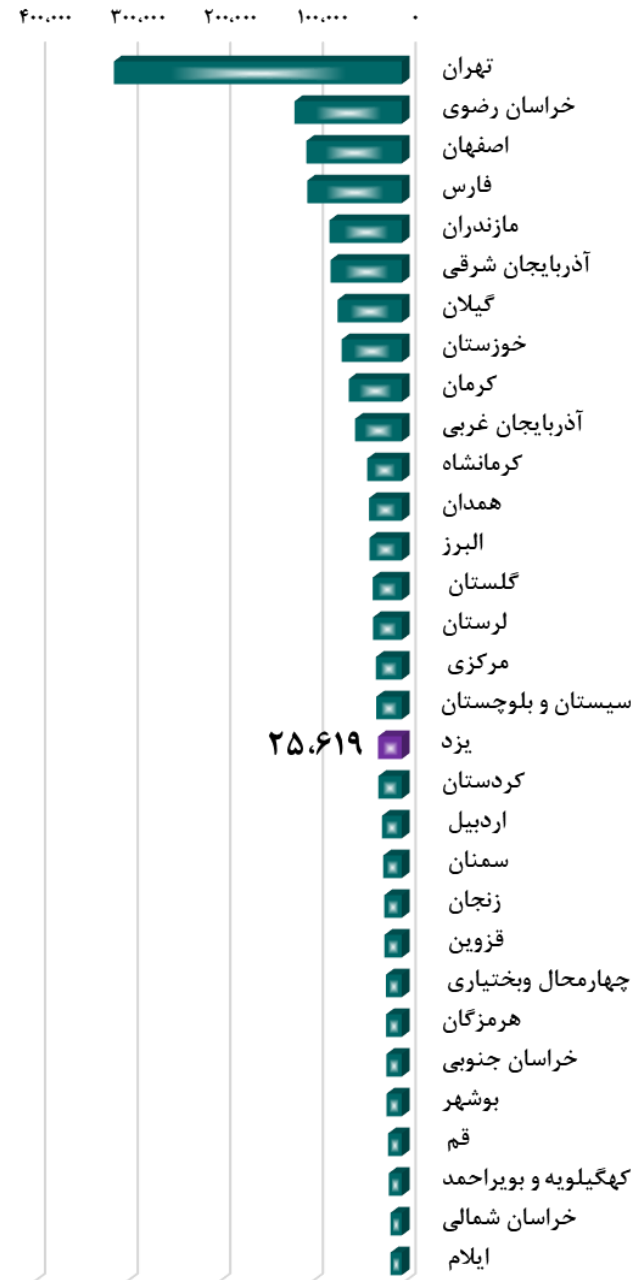 ۴۰۰،۰۰۰ ۳۰۰،۰۰۰ ۲۰۰،۰۰۰ ۱۰۰،۰۰۰ ۰
تهران
خراسان رضوی
اصفهان
فارس
مازندران
آذربایجان شرقی
گیلان
خوزستان
کرمان
آذربایجان غربی
کرمانشاه
همدان
البرز
گلستان
لرستان
مرکزی
سیستان و بلوچستان
یزد ۲۵،۶۱۹
کردستان
اردبیل
سمنان
زنجان
قزوین
چهارمحال وبختیاری
هرمزگان
خراسان جنوبی
بوشهر
قم
کهگیلویه و بویراحمد
خراسان شمالی
ایلام